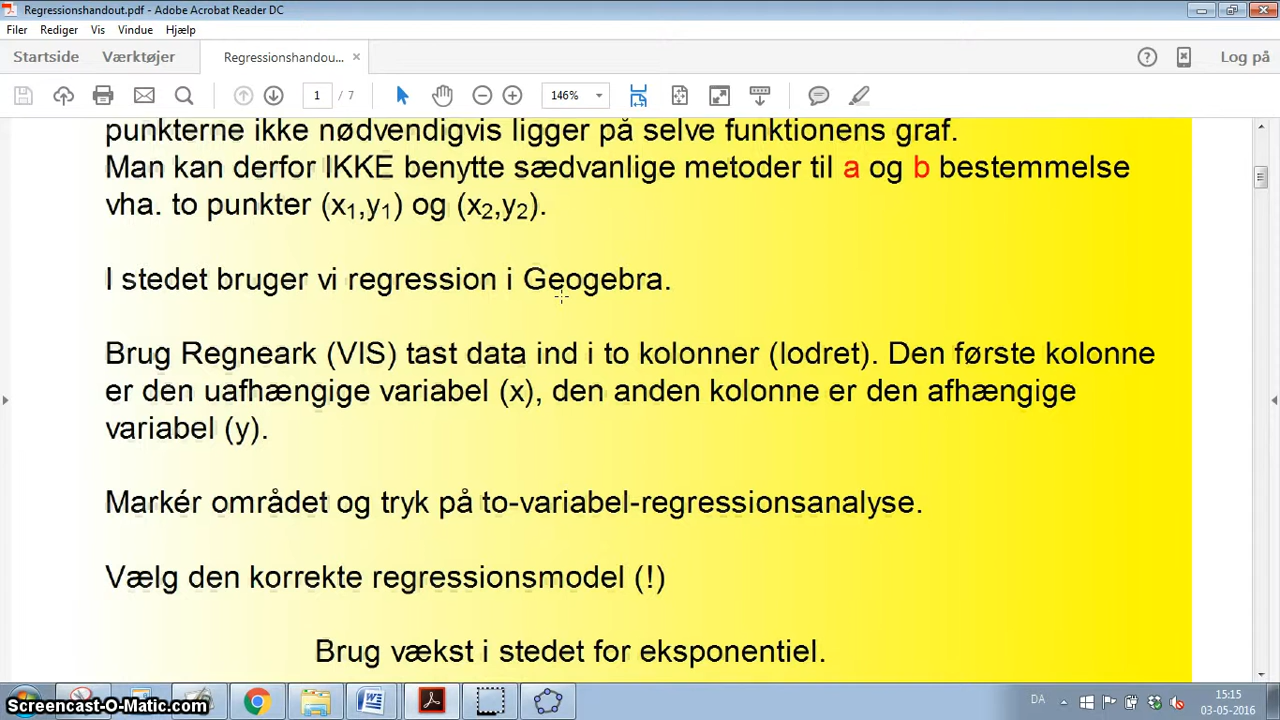 Regressionshandout.pdf - Adobe Acrobat Reader DC
Filer Rediger Vis Vindue Hjælp
Startside Værktøjer Regressionshandou... × Log på
1 / 7 146%
punkterne ikke nødvendigvis ligger på selve funktionens graf.
Man kan derfor IKKE benytte sædvanlige metoder til a og b bestemmelse
vha. to punkter (x1,y1) og (x2,y2).
I stedet bruger vi regression i Geogebra.
Brug Regneark (VIS) tast data ind i to kolonner (lodret). Den første kolonne
er den uafhængige variabel (x), den anden kolonne er den afhængige
variabel (y).
Markér området og tryk på to-variabel-regressionsanalyse.
Vælg den korrekte regressionsmodel (!)
Brug vækst i stedet for eksponentiel.
Screencast-O-Matic.com
DA 15:15
03-05-2016